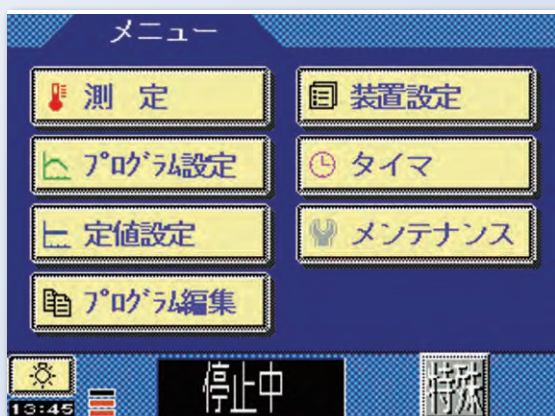 メニュー
測 定
装置設定
プログラム設定
タイマ
定値設定
メンテナンス
プログラム編集
13:45
停止中
特殊